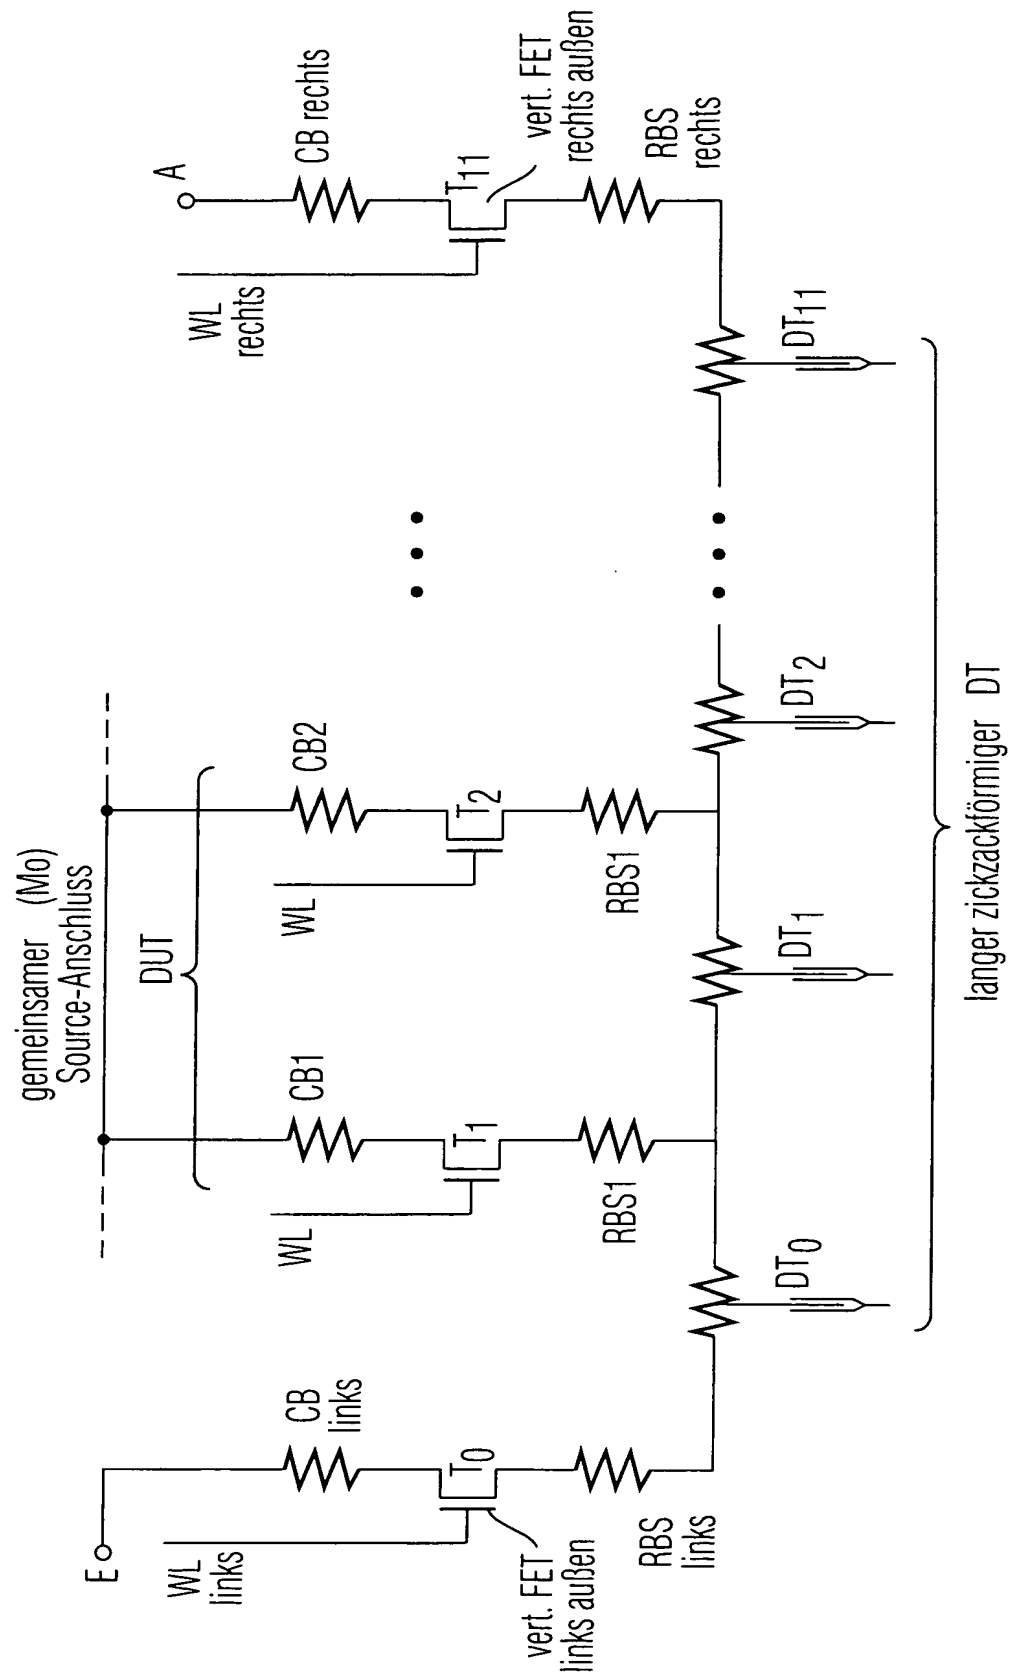 gemeinsamer (Mo)
Source-Anschluss
DUT
E
A
WL
links
CB
links
T0
vert. FET
links außen
RBS
links
WL
CB1
T1
RBS1
WL
CB2
T2
RBS1
WL
rechts
CB rechts
T11
vert. FET
rechts außen
RBS
rechts
DT0
DT1
DT2
DT11
langer zickzackförmiger DT